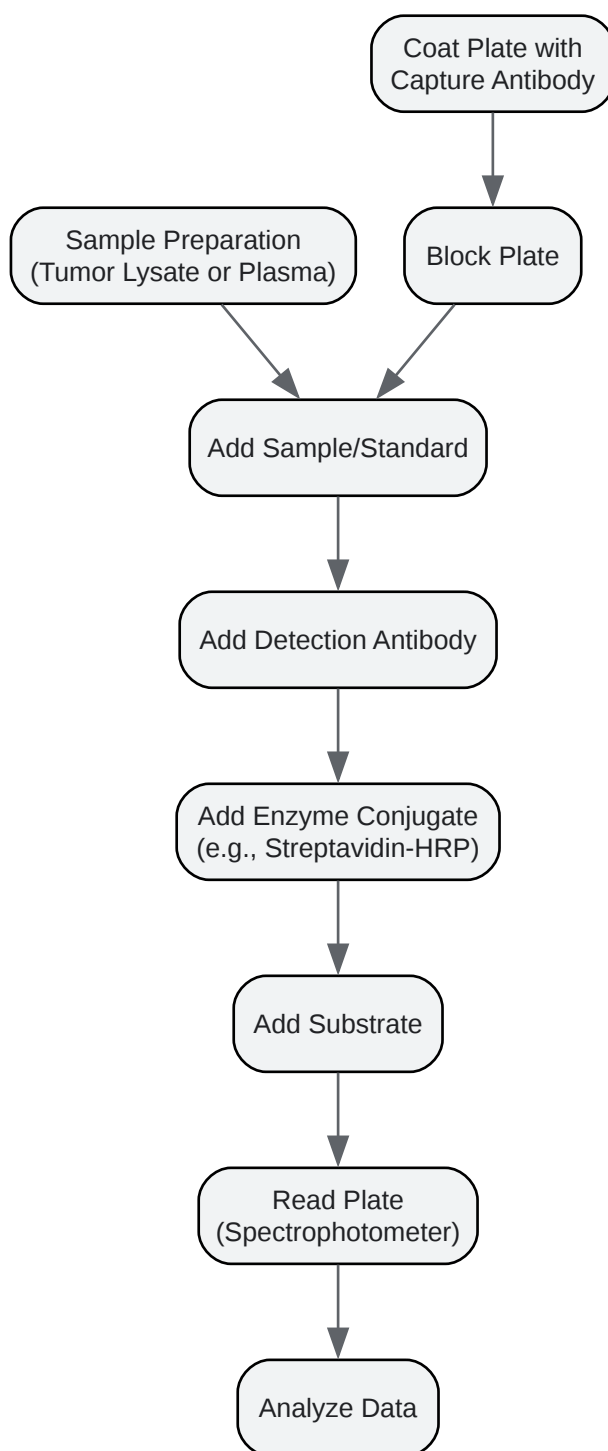 Coat Plate with
Capture Antibody
Sample Preparation
(Tumor Lysate or Plasma)
Block Plate
Add Sample/Standard
Add Detection Antibody
Add Enzyme Conjugate
(e.g., Streptavidin-HRP)
Add Substrate
Read Plate
(Spectrophotometer)
Analyze Data